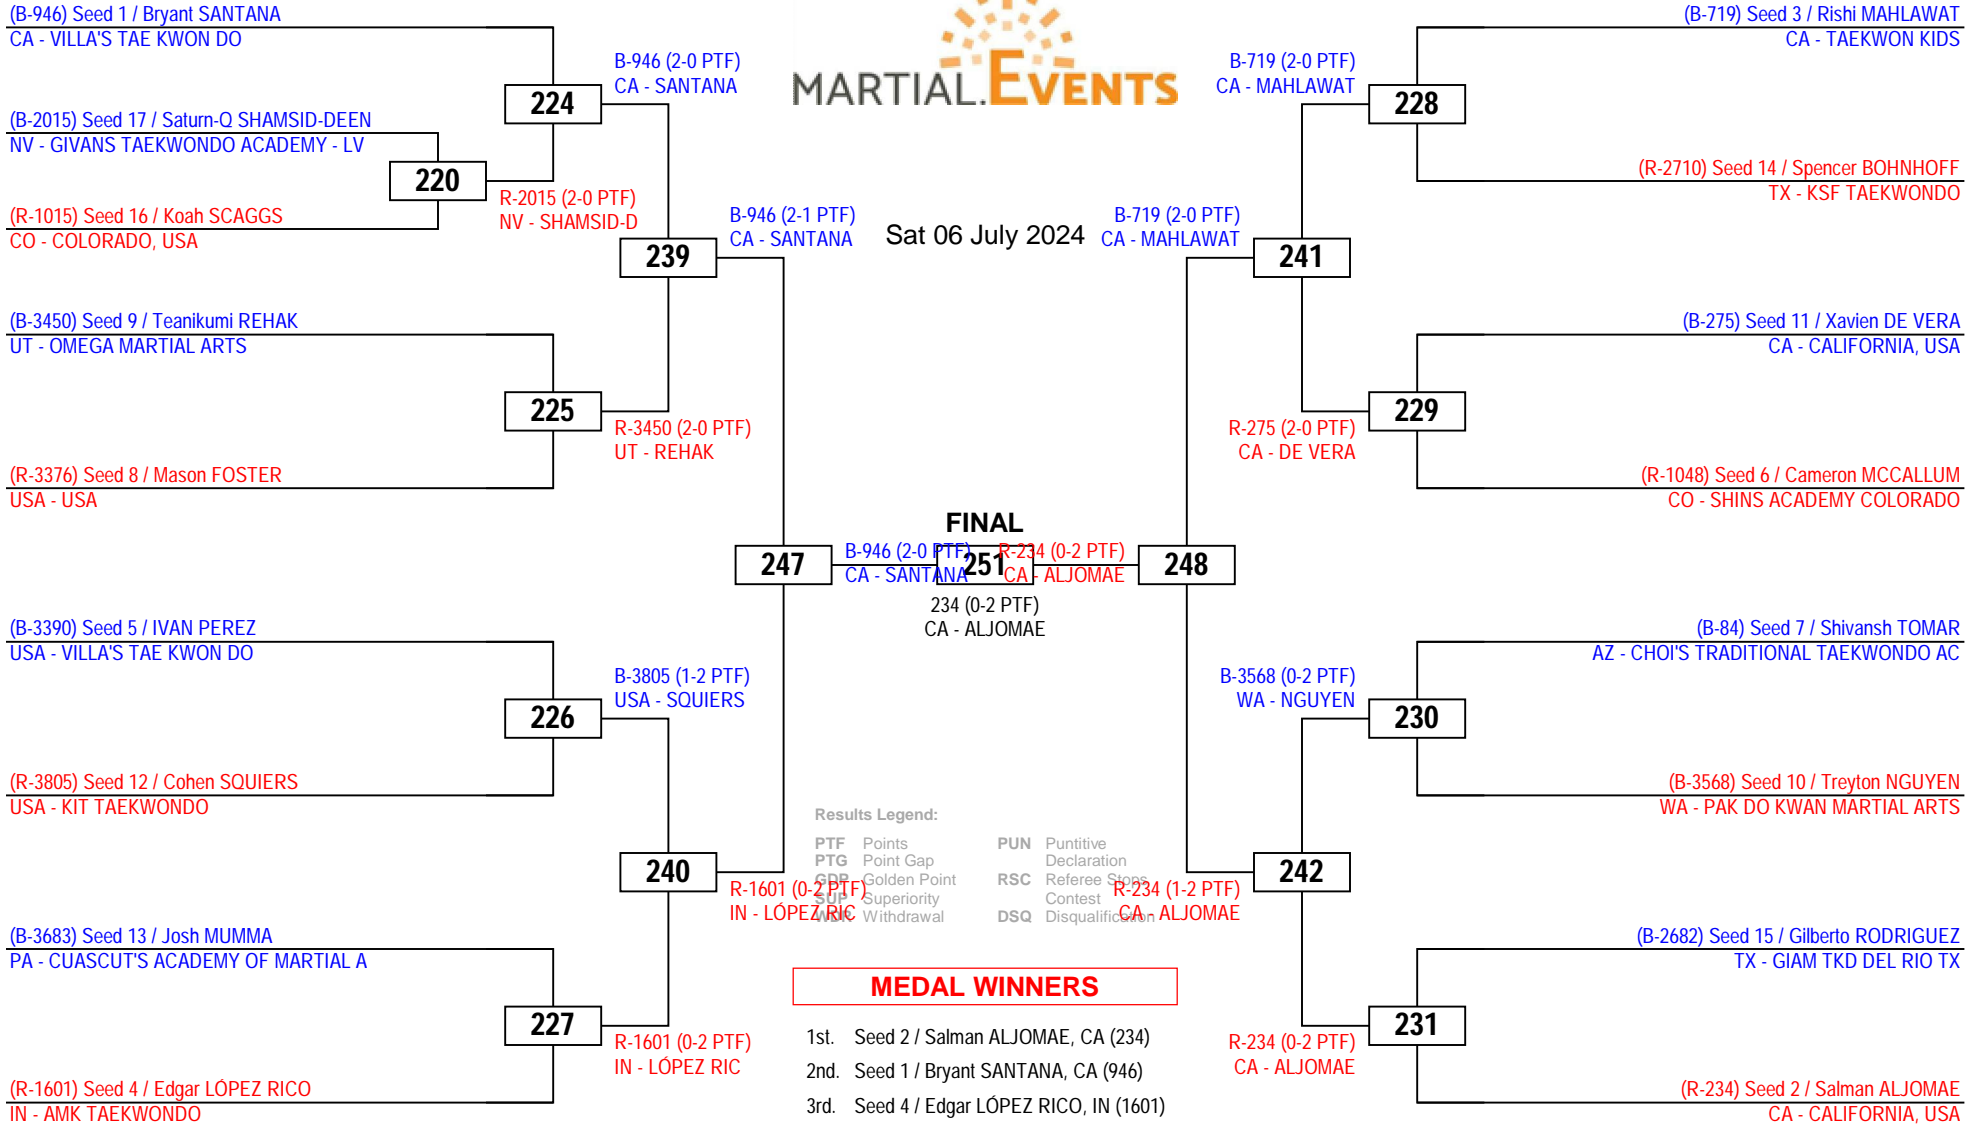 (B-946) Seed 1 / Bryant SANTANA
CA - VILLA'S TAE KWON DO
(B-2015) Seed 17 / Saturn-Q SHAMSID-DEEN
NV - GIVANS TAEKWONDO ACADEMY - LV
(R-1015) Seed 16 / Koah SCAGGS
CO - COLORADO, USA
(B-3450) Seed 9 / Teanikumi REHAK
UT - OMEGA MARTIAL ARTS
(R-3376) Seed 8 / Mason FOSTER
USA - USA
(B-3390) Seed 5 / IVAN PEREZ
USA - VILLA'S TAE KWON DO
(R-3805) Seed 12 / Cohen SQUIERS
USA - KIT TAEKWONDO
(B-3683) Seed 13 / Josh MUMMA
PA - CUASCUT'S ACADEMY OF MARTIAL A
(R-1601) Seed 4 / Edgar LÓPEZ RICO
IN - AMK TAEKWONDO
220
R-2015 (2-0 PTF)
NV - SHAMSID-D
224
B-946 (2-0 PTF)
CA - SANTANA
225
R-3450 (2-0 PTF)
UT - REHAK
226
B-3805 (1-2 PTF)
USA - SQUIERS
227
R-1601 (0-2 PTF)
IN - LÓPEZ RIC
239
B-946 (2-1 PTF)
CA - SANTANA
240
R-1601 (0-2 PTF)
IN - LÓPEZ RIC
247
B-946 (2-0 PTF)
CA - SANTANA
MARTIAL.EVENTS
Sat 06 July 2024
FINAL
251
234 (0-2 PTF)
CA - ALJOMAE
R-234 (0-2 PTF)
CA - ALJOMAE
248
Results Legend:
PTF Points
PTG Point Gap
GDP Golden Point
SUP Superiority
WDR Withdrawal
PUN Puntitive
Declaration
RSC Referee Stops
Contest
DSQ Disqualification
MEDAL WINNERS
1st. Seed 2 / Salman ALJOMAE, CA (234)
2nd. Seed 1 / Bryant SANTANA, CA (946)
3rd. Seed 4 / Edgar LÓPEZ RICO, IN (1601)
B-719 (2-0 PTF)
CA - MAHLAWAT
241
R-234 (1-2 PTF)
CA - ALJOMAE
242
B-719 (2-0 PTF)
CA - MAHLAWAT
228
R-275 (2-0 PTF)
CA - DE VERA
229
B-3568 (0-2 PTF)
WA - NGUYEN
230
R-234 (0-2 PTF)
CA - ALJOMAE
231
(B-719) Seed 3 / Rishi MAHLAWAT
CA - TAEKWON KIDS
(R-2710) Seed 14 / Spencer BOHNHOFF
TX - KSF TAEKWONDO
(B-275) Seed 11 / Xavien DE VERA
CA - CALIFORNIA, USA
(R-1048) Seed 6 / Cameron MCCALLUM
CO - SHINS ACADEMY COLORADO
(B-84) Seed 7 / Shivansh TOMAR
AZ - CHOI'S TRADITIONAL TAEKWONDO AC
(B-3568) Seed 10 / Treyton NGUYEN
WA - PAK DO KWAN MARTIAL ARTS
(B-2682) Seed 15 / Gilberto RODRIGUEZ
TX - GIAM TKD DEL RIO TX
(R-234) Seed 2 / Salman ALJOMAE
CA - CALIFORNIA, USA